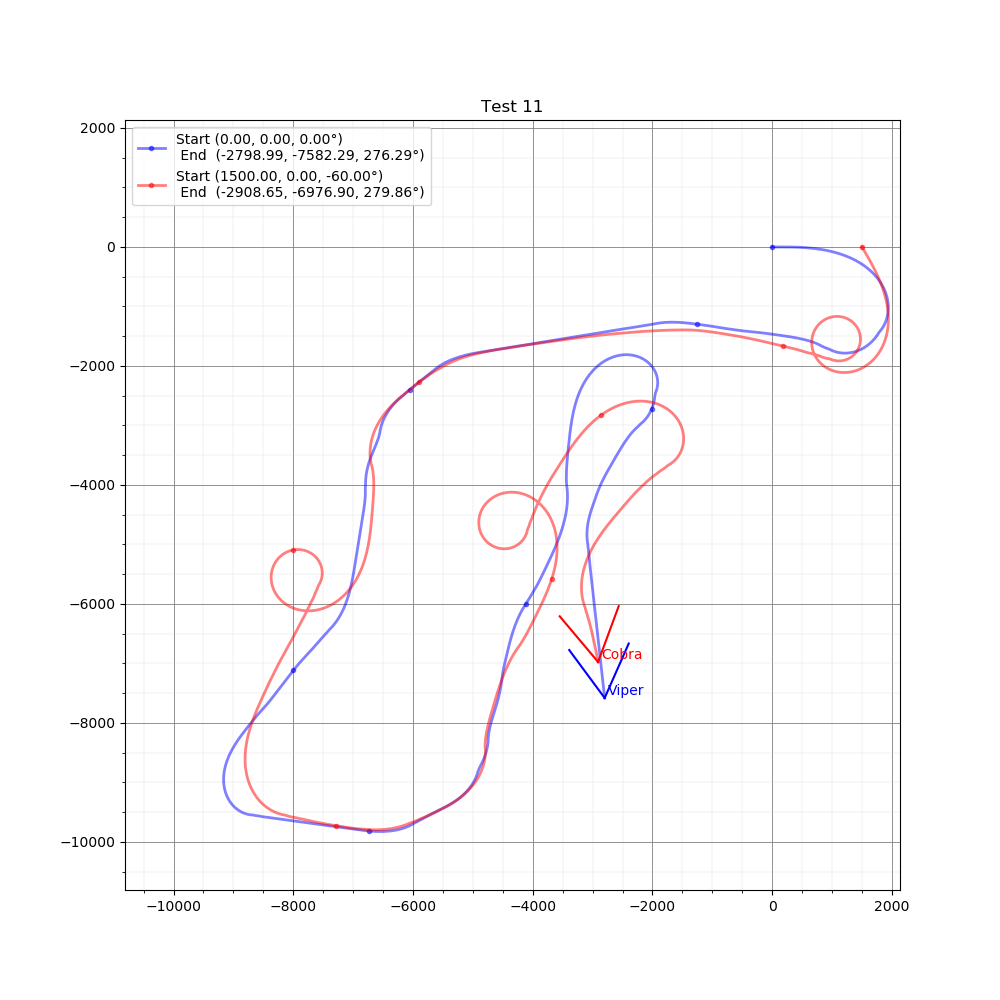 Test 11
Start (0.00, 0.00, 0.00°)
End  (-2798.99, -7582.29, 276.29°)
Start (1500.00, 0.00, -60.00°)
End  (-2908.65, -6976.90, 279.86°)
2000
0
−2000
−4000
−6000
−8000
−10000
Cobra
Viper
−10000 −8000 −6000 −4000 −2000 0 2000